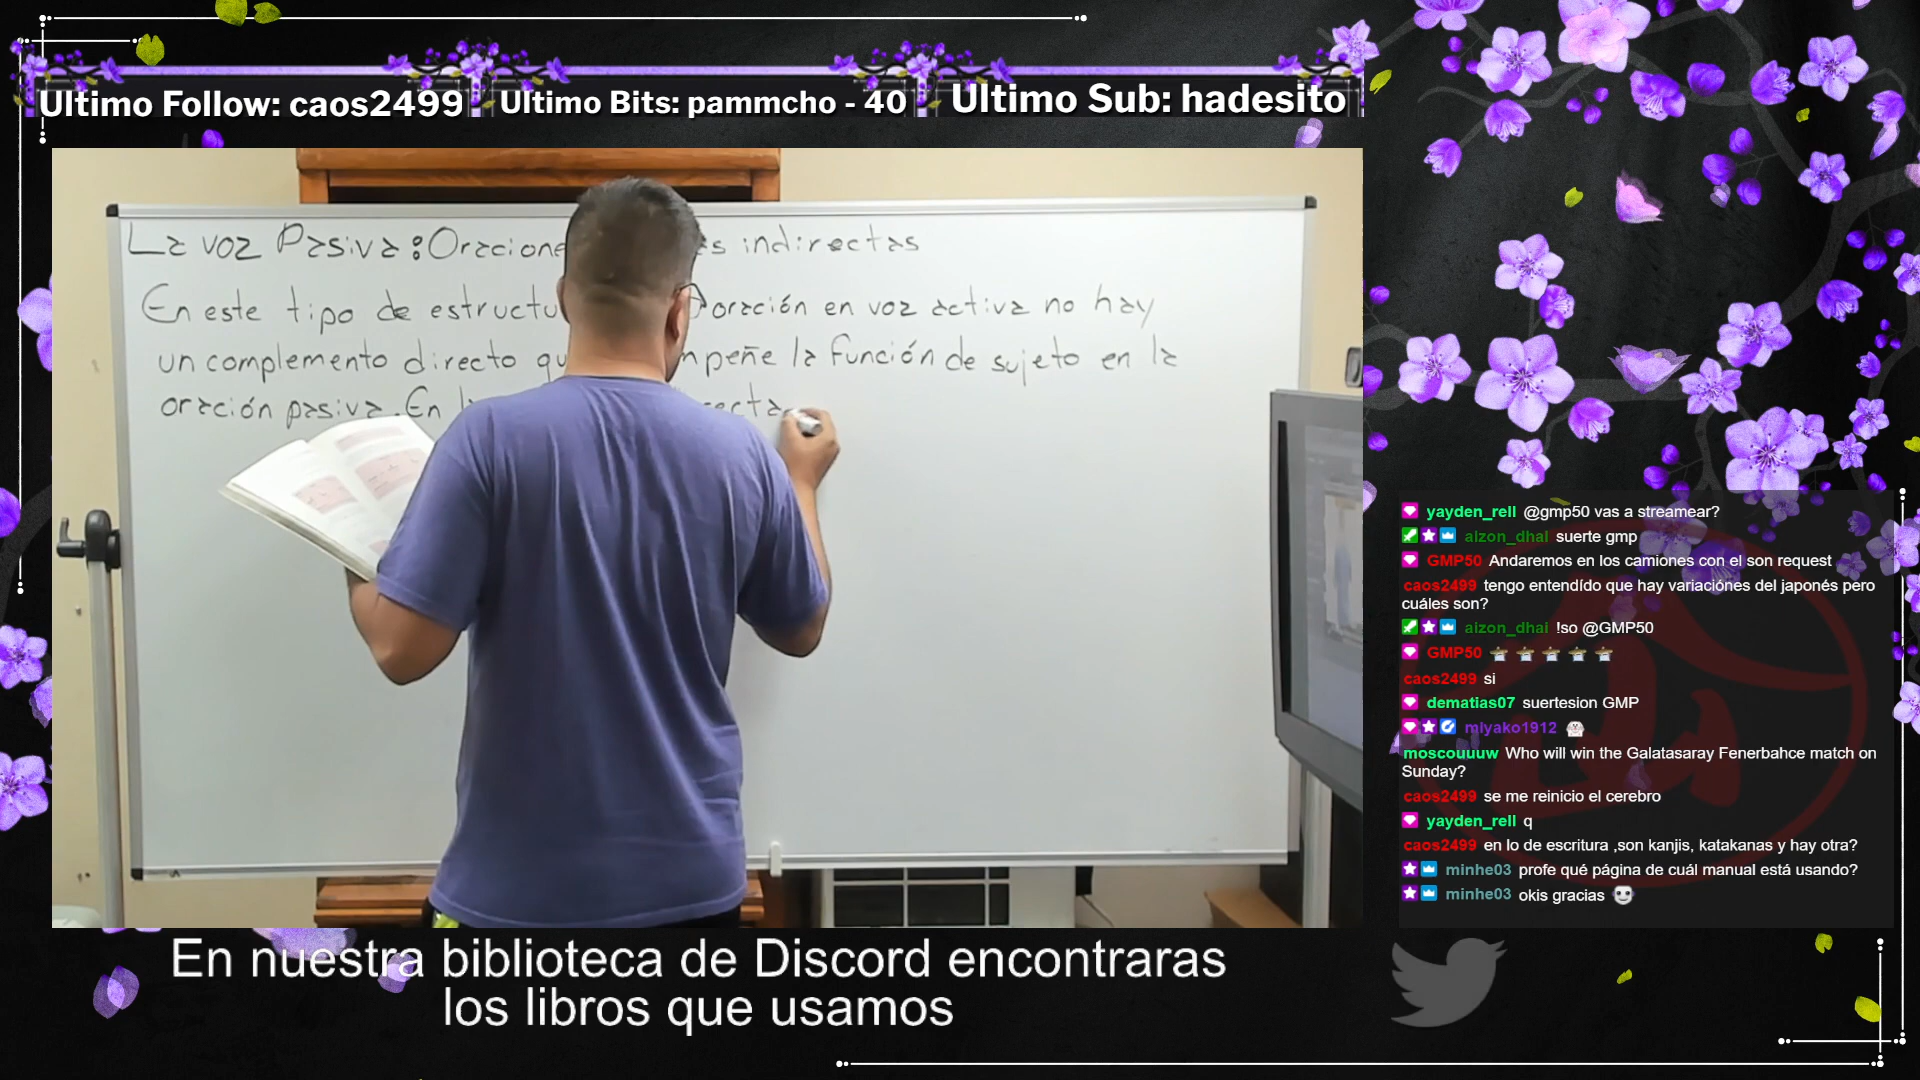 Ultimo Follow: caos2499
Ultimo Bits: pammcho - 40
Ultimo Sub: hadesito
La voz Pasiva: Oracione s indirectas
En este tipo de estructu oración en voz activa no hay
un complemento directo qu mpeñe la función de sujeto en la
oración pasiva. En l recta
yayden_rell @gmp50 vas a streamear?
aizon_dhai suerte gmp
GMP50 Andaremos en los camiones con el son request
caos2499 tengo entendído que hay variaciónes del japonés pero
cuáles son?
aizon_dhai !so @GMP50
GMP50
caos2499 si
dematias07 suertesion GMP
miyako1912
moscouuuw Who will win the Galatasaray Fenerbahce match on
Sunday?
caos2499 se me reinicio el cerebro
yayden_rell q
caos2499 en lo de escritura ,son kanjis, katakanas y hay otra?
minhe03 profe qué página de cuál manual está usando?
minhe03 okis gracias
En nuestra biblioteca de Discord encontraras
los libros que usamos